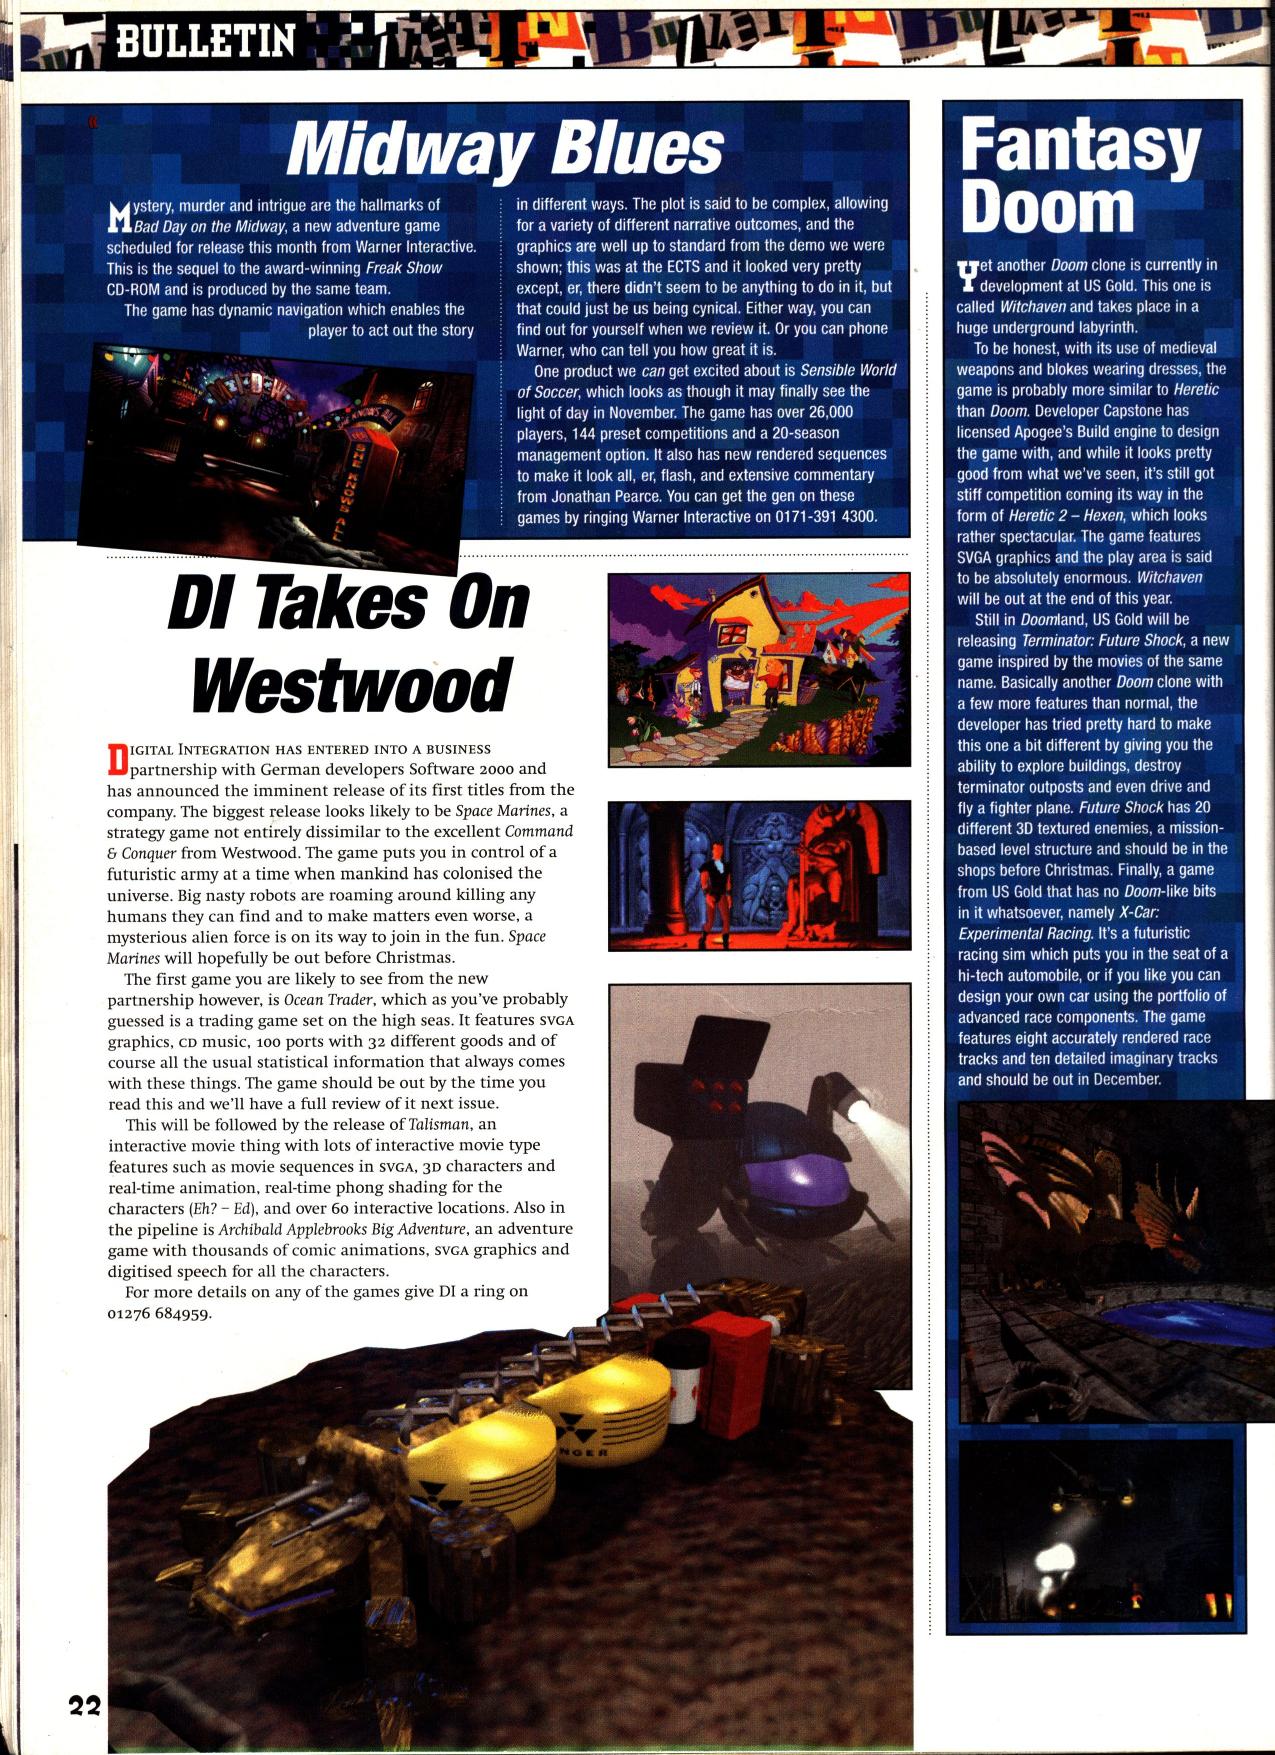 BULLETIN
Midway Blues
Mystery, murder and intrigue are the hallmarks of
Bad Day on the Midway, a new adventure game
scheduled for release this month from Warner Interactive.
This is the sequel to the award-winning Freak Show
CD-ROM and is produced by the same team.
The game has dynamic navigation which enables the
player to act out the story
in different ways. The plot is said to be complex, allowing
for a variety of different narrative outcomes, and the
graphics are well up to standard from the demo we were
shown; this was at the ECTS and it looked very pretty
except, er, there didn't seem to be anything to do in it, but
that could just be us being cynical. Either way, you can
find out for yourself when we review it. Or you can phone
Warner, who can tell you how great it is.
One product we can get excited about is Sensible World
of Soccer, which looks as though it may finally see the
light of day in November. The game has over 26,000
players, 144 preset competitions and a 20-season
management option. It also has new rendered sequences
to make it look all, er, flash, and extensive commentary
from Jonathan Pearce. You can get the gen on these
games by ringing Warner Interactive on 0171-391 4300.
SHE KNOWS ALL
DI Takes On
Westwood
DIGITAL INTEGRATION HAS ENTERED INTO A BUSINESS
partnership with German developers Software 2000 and
has announced the imminent release of its first titles from the
company. The biggest release looks likely to be Space Marines, a
strategy game not entirely dissimilar to the excellent Command
& Conquer from Westwood. The game puts you in control of a
futuristic army at a time when mankind has colonised the
universe. Big nasty robots are roaming around killing any
humans they can find and to make matters even worse, a
mysterious alien force is on its way to join in the fun. Space
Marines will hopefully be out before Christmas.
The first game you are likely to see from the new
partnership however, is Ocean Trader, which as you've probably
guessed is a trading game set on the high seas. It features SVGA
graphics, CD music, 100 ports with 32 different goods and of
course all the usual statistical information that always comes
with these things. The game should be out by the time you
read this and we'll have a full review of it next issue.
This will be followed by the release of Talisman, an
interactive movie thing with lots of interactive movie type
features such as movie sequences in SVGA, 3D characters and
real-time animation, real-time phong shading for the
characters (Eh? – Ed), and over 60 interactive locations. Also in
the pipeline is Archibald Applebrooks Big Adventure, an adventure
game with thousands of comic animations, SVGA graphics and
digitised speech for all the characters.
For more details on any of the games give DI a ring on
01276 684959.
NGER
Fantasy
Doom
Yet another Doom clone is currently in
development at US Gold. This one is
called Witchaven and takes place in a
huge underground labyrinth.
To be honest, with its use of medieval
weapons and blokes wearing dresses, the
game is probably more similar to Heretic
than Doom. Developer Capstone has
licensed Apogee's Build engine to design
the game with, and while it looks pretty
good from what we've seen, it's still got
stiff competition coming its way in the
form of Heretic 2 – Hexen, which looks
rather spectacular. The game features
SVGA graphics and the play area is said
to be absolutely enormous. Witchaven
will be out at the end of this year.
Still in Doomland, US Gold will be
releasing Terminator: Future Shock, a new
game inspired by the movies of the same
name. Basically another Doom clone with
a few more features than normal, the
developer has tried pretty hard to make
this one a bit different by giving you the
ability to explore buildings, destroy
terminator outposts and even drive and
fly a fighter plane. Future Shock has 20
different 3D textured enemies, a mission-
based level structure and should be in the
shops before Christmas. Finally, a game
from US Gold that has no Doom-like bits
in it whatsoever, namely X-Car:
Experimental Racing. It's a futuristic
racing sim which puts you in the seat of a
hi-tech automobile, or if you like you can
design your own car using the portfolio of
advanced race components. The game
features eight accurately rendered race
tracks and ten detailed imaginary tracks
and should be out in December.
22